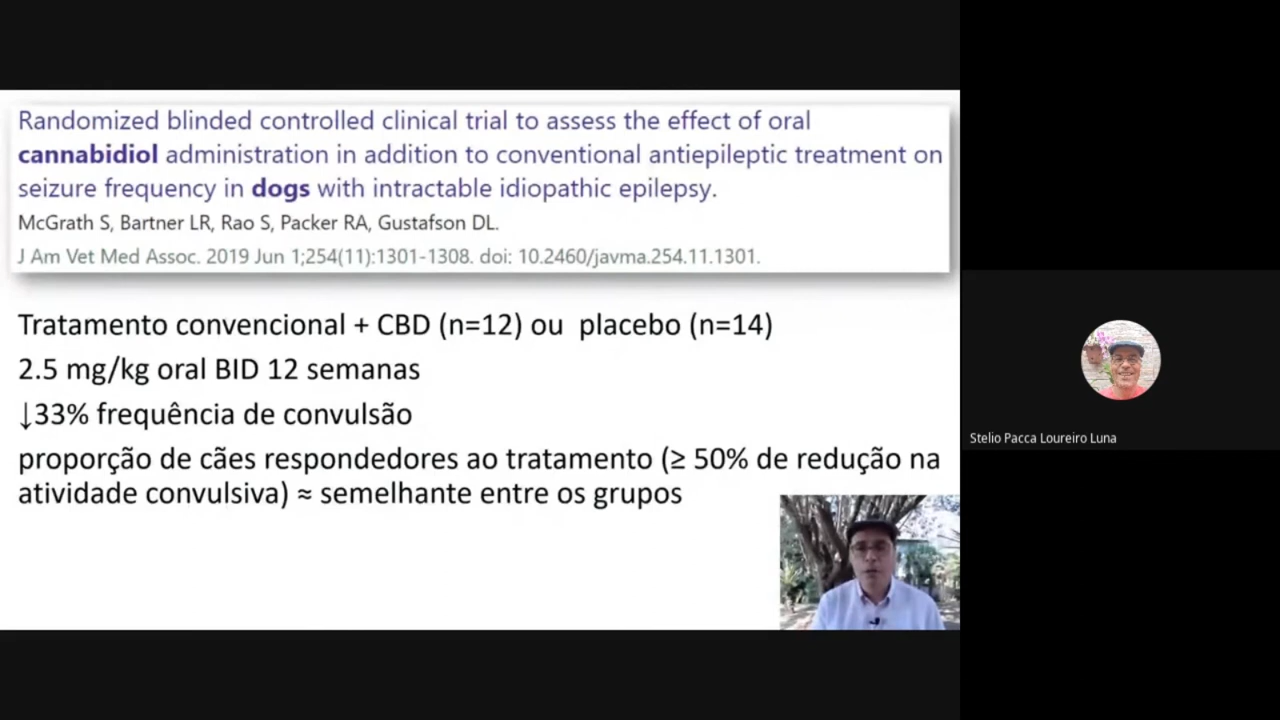 Randomized blinded controlled clinical trial to assess the effect of oral
cannabidiol administration in addition to conventional antiepileptic treatment on
seizure frequency in dogs with intractable idiopathic epilepsy.
McGrath S, Bartner LR, Rao S, Packer RA, Gustafson DL.
J Am Vet Med Assoc. 2019 Jun 1;254(11):1301-1308. doi: 10.2460/javma.254.11.1301.
Tratamento convencional + CBD (n=12) ou  placebo (n=14)
2.5 mg/kg oral BID 12 semanas
↓33% frequência de convulsão
proporção de cães respondedores ao tratamento (≥ 50% de redução na
atividade convulsiva) ≈ semelhante entre os grupos
Stelio Pacca Loureiro Luna